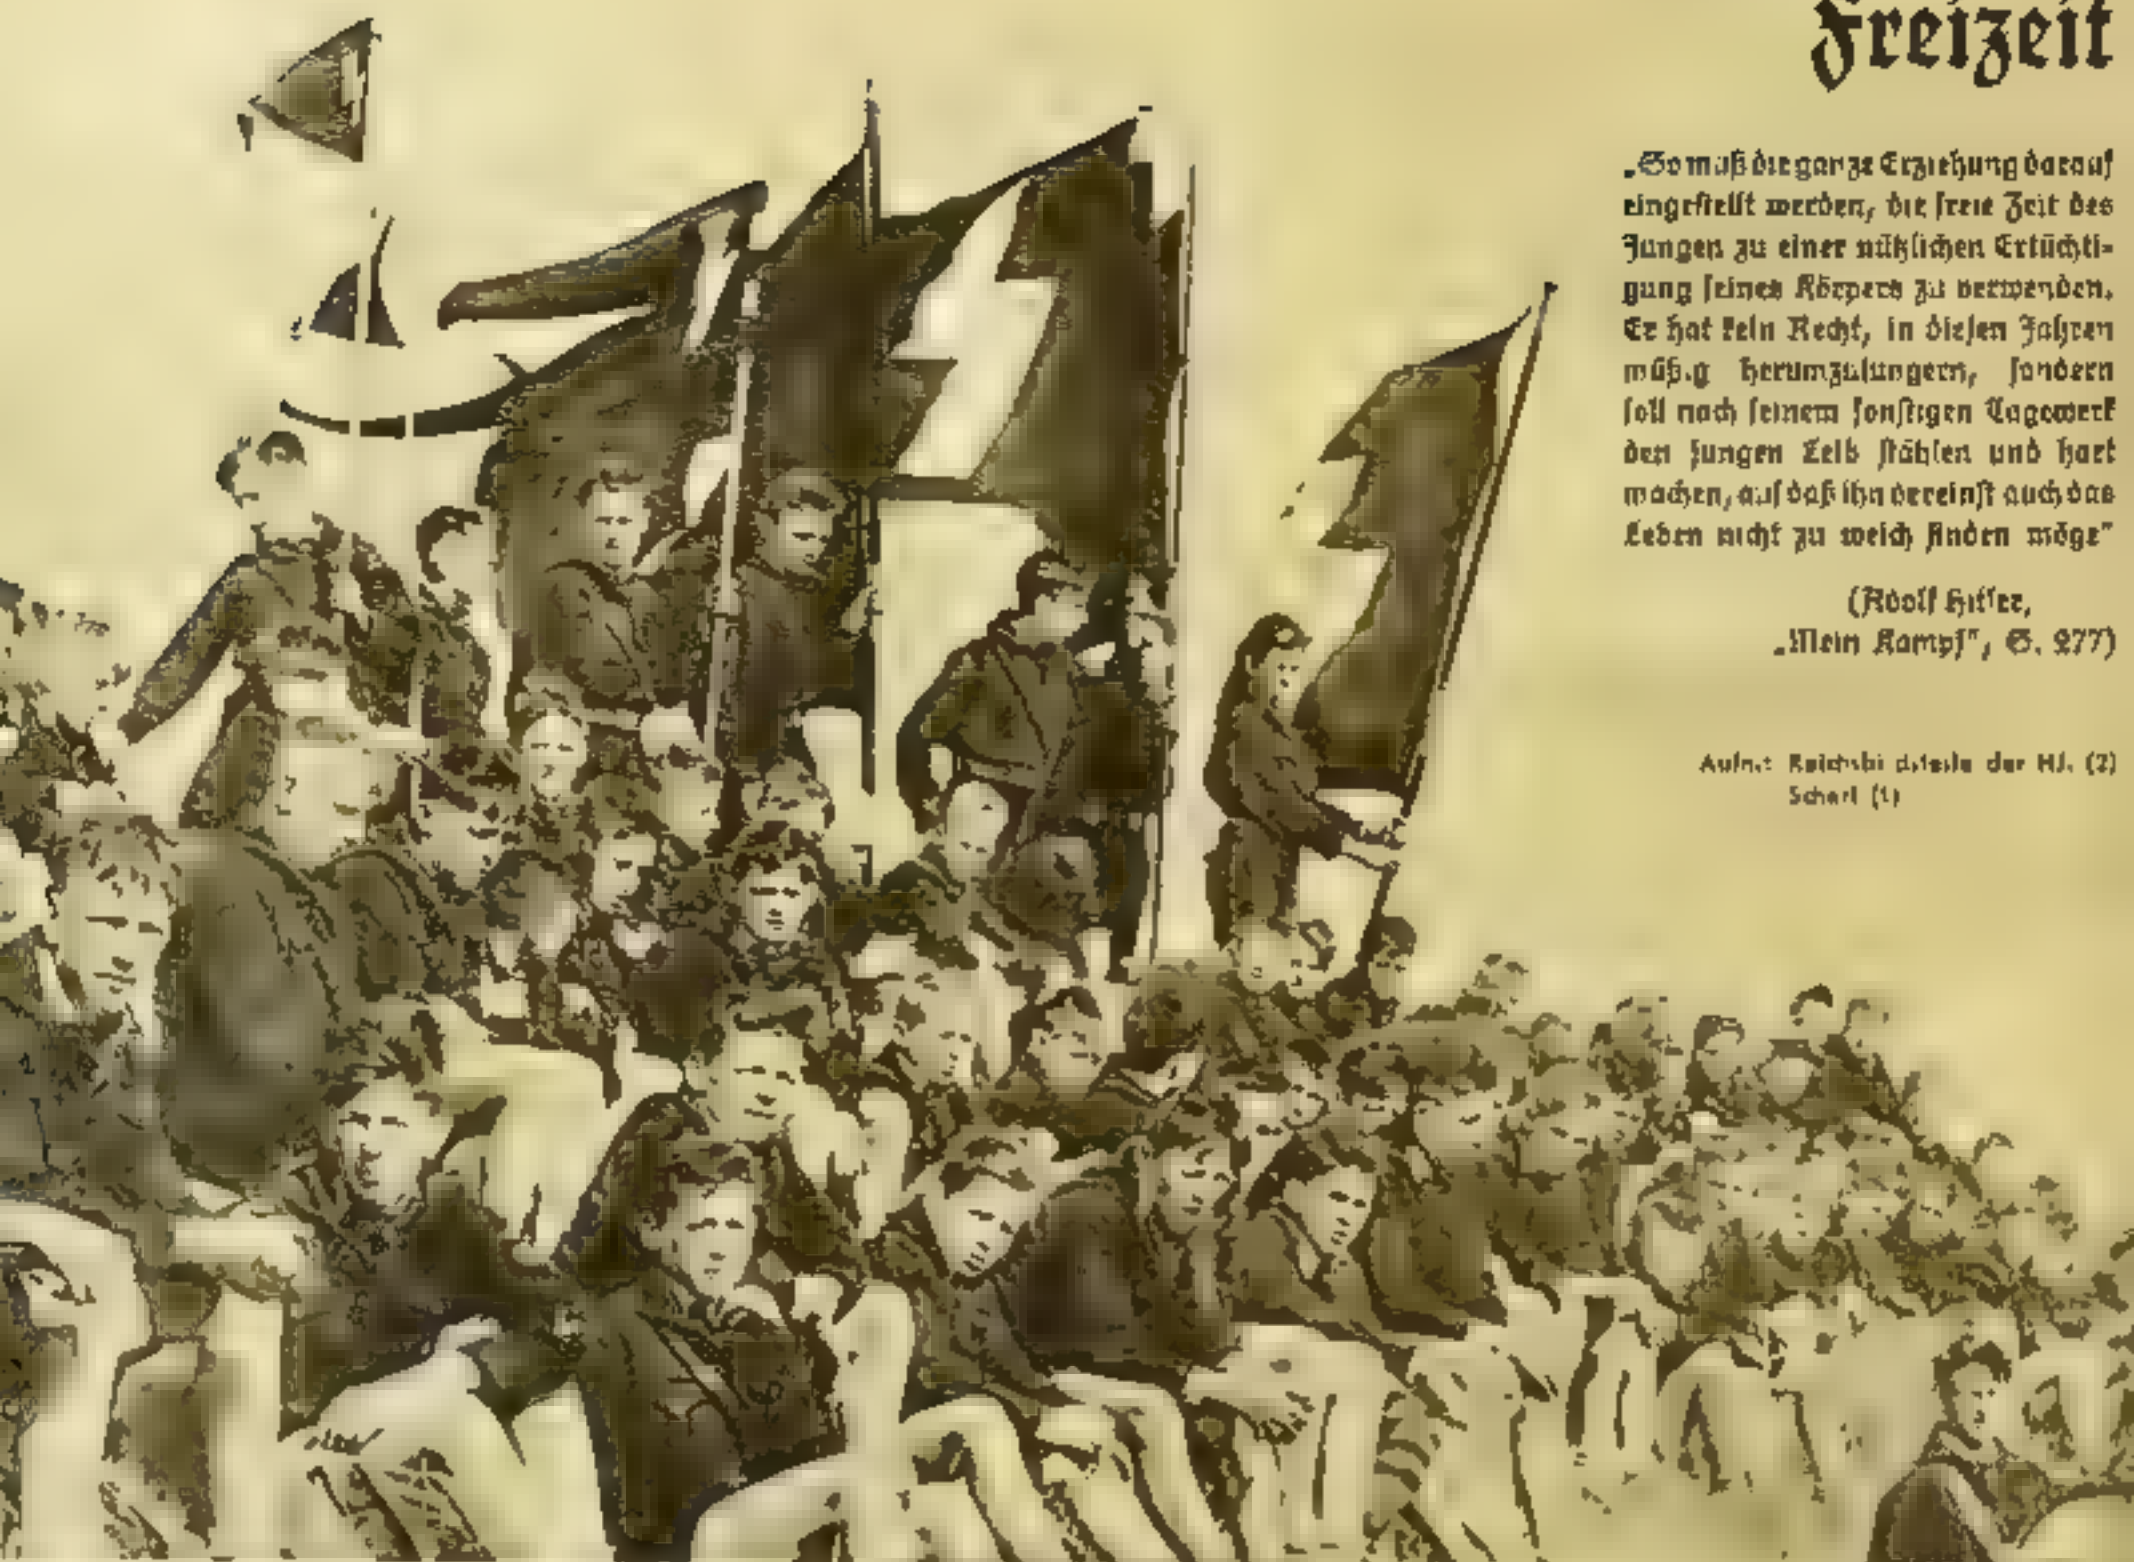 Freizeit
„So muß die ganze Erziehung darauf
eingestellt werden, die freie Zeit des
Jungen zu einer nützlichen Ertüchti-
gung seines Körpers zu verwenden.
Er hat kein Recht, in diesen Jahren
müßig herumzulungern, sondern
soll nach seinem sonstigen Tagewerk
den jungen Leib stählen und hart
machen, auf daß ihn dereinst auch das
Leben nicht zu weich finden möge"
(Adolf Hitler,
„Mein Kampf", S. 277)
Aufn.: Reichsbildstelle der HJ. (2)
Scherl (1)